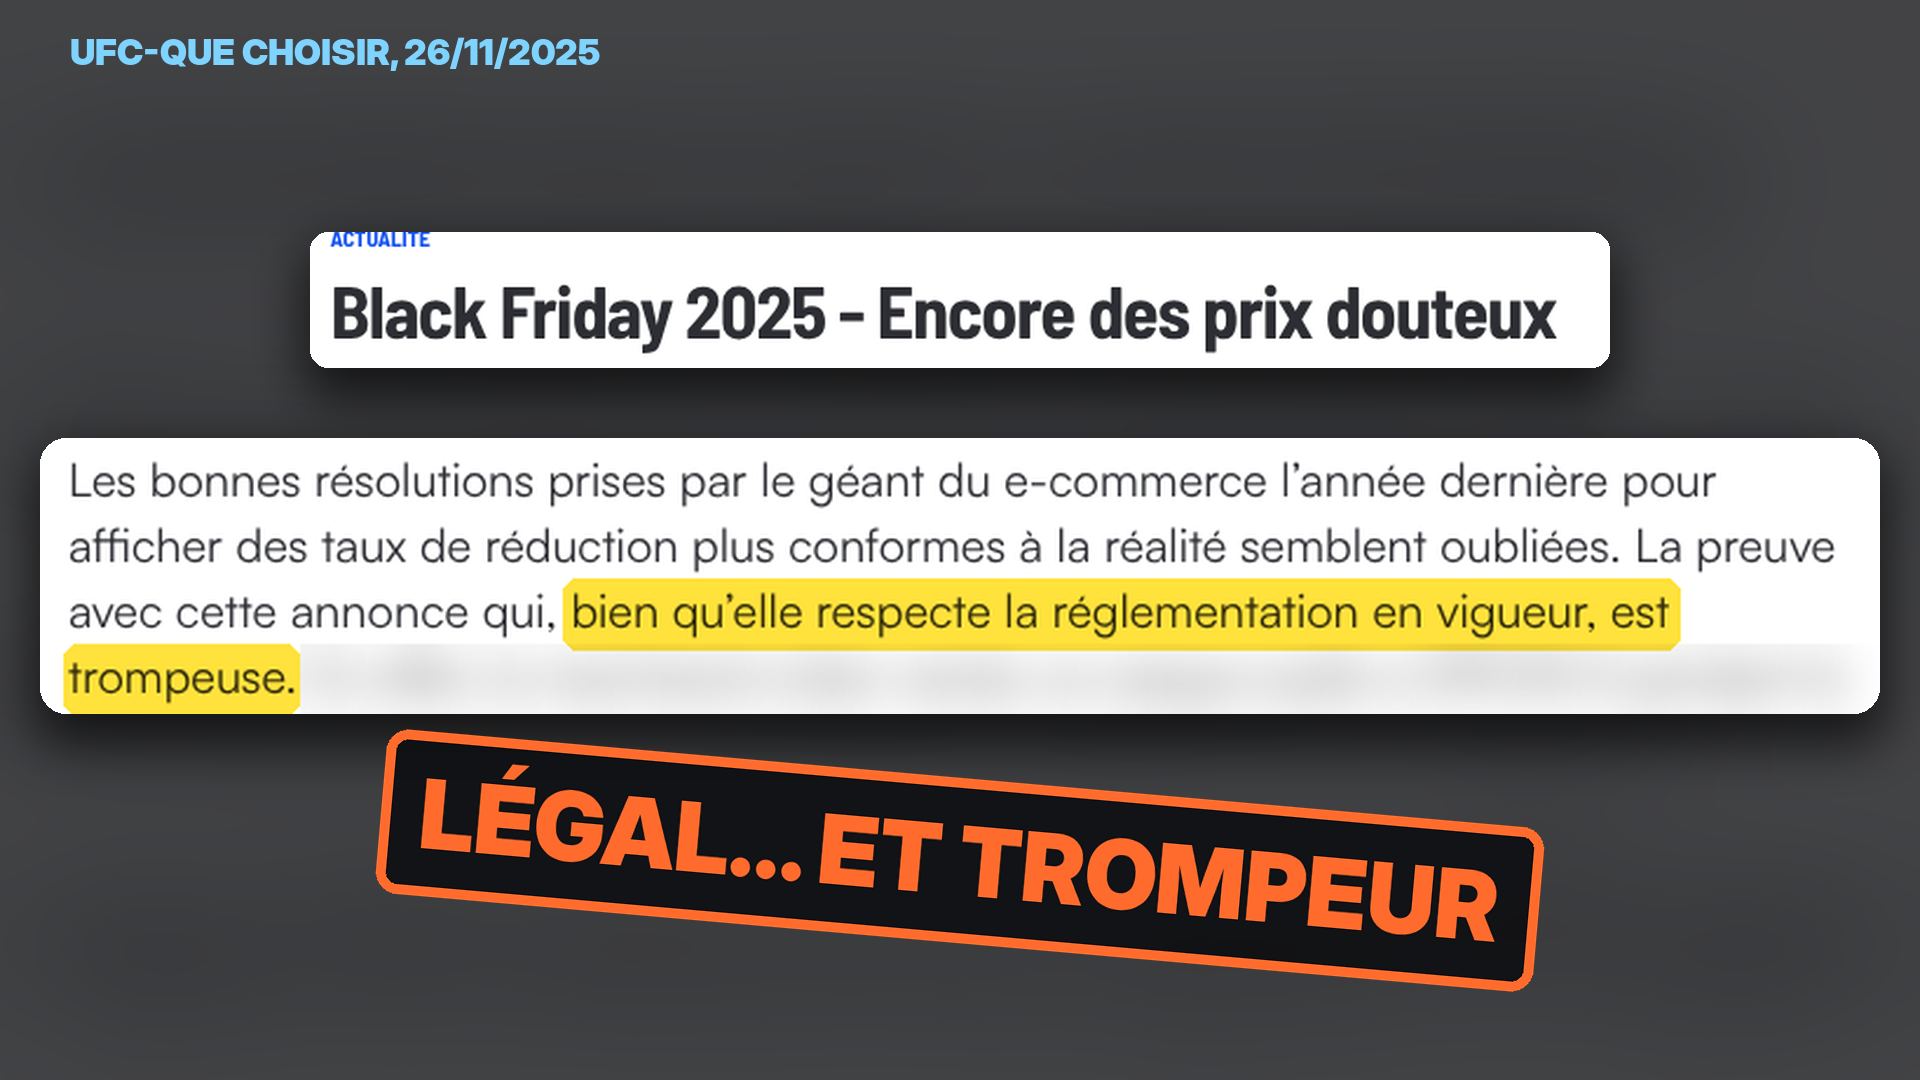 UFC-QUE CHOISIR, 26/11/2025
ACTUALITÉ
Black Friday 2025 - Encore des prix douteux
Les bonnes résolutions prises par le géant du e-commerce l’année dernière pour
afficher des taux de réduction plus conformes à la réalité semblent oubliées. La preuve
avec cette annonce qui, bien qu’elle respecte la réglementation en vigueur, est
trompeuse.
LÉGAL... ET TROMPEUR